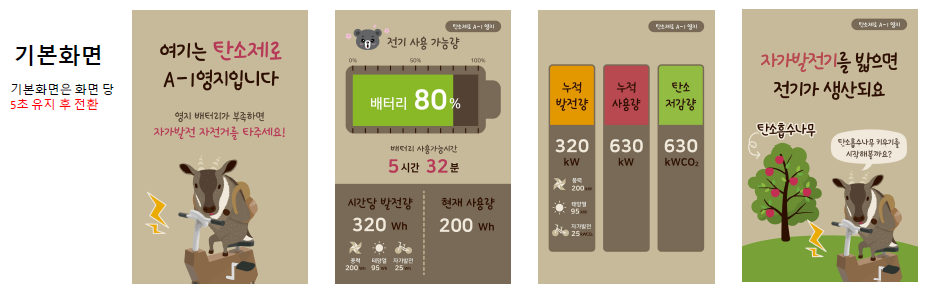 기본화면
기본화면은 화면 당
5초 유지 후 전환
여기는 탄소제로
A-1영지입니다
영지 배터리가 부족하면
자가발전 자전거를 타주세요!
탄소제로 A-1 영지
전기 사용 가능량
0% 50% 100%
배터리 80%
배터리 사용가능시간
5시간 32분
시간당 발전량
320 Wh
풍력 태양열 자가발전
200 95 25
현재 사용량
200 Wh
탄소제로 A-1 영지
누적
발전량
320
kW
풍력
200
태양열
95
자가발전
25
누적
사용량
630
kW
탄소
저감량
630
kWCO₂
탄소제로 A-1 영지
자가발전기를 밟으면
전기가 생산되요
탄소흡수나무
탄소흡수나무 키우기를
시작해볼까요?